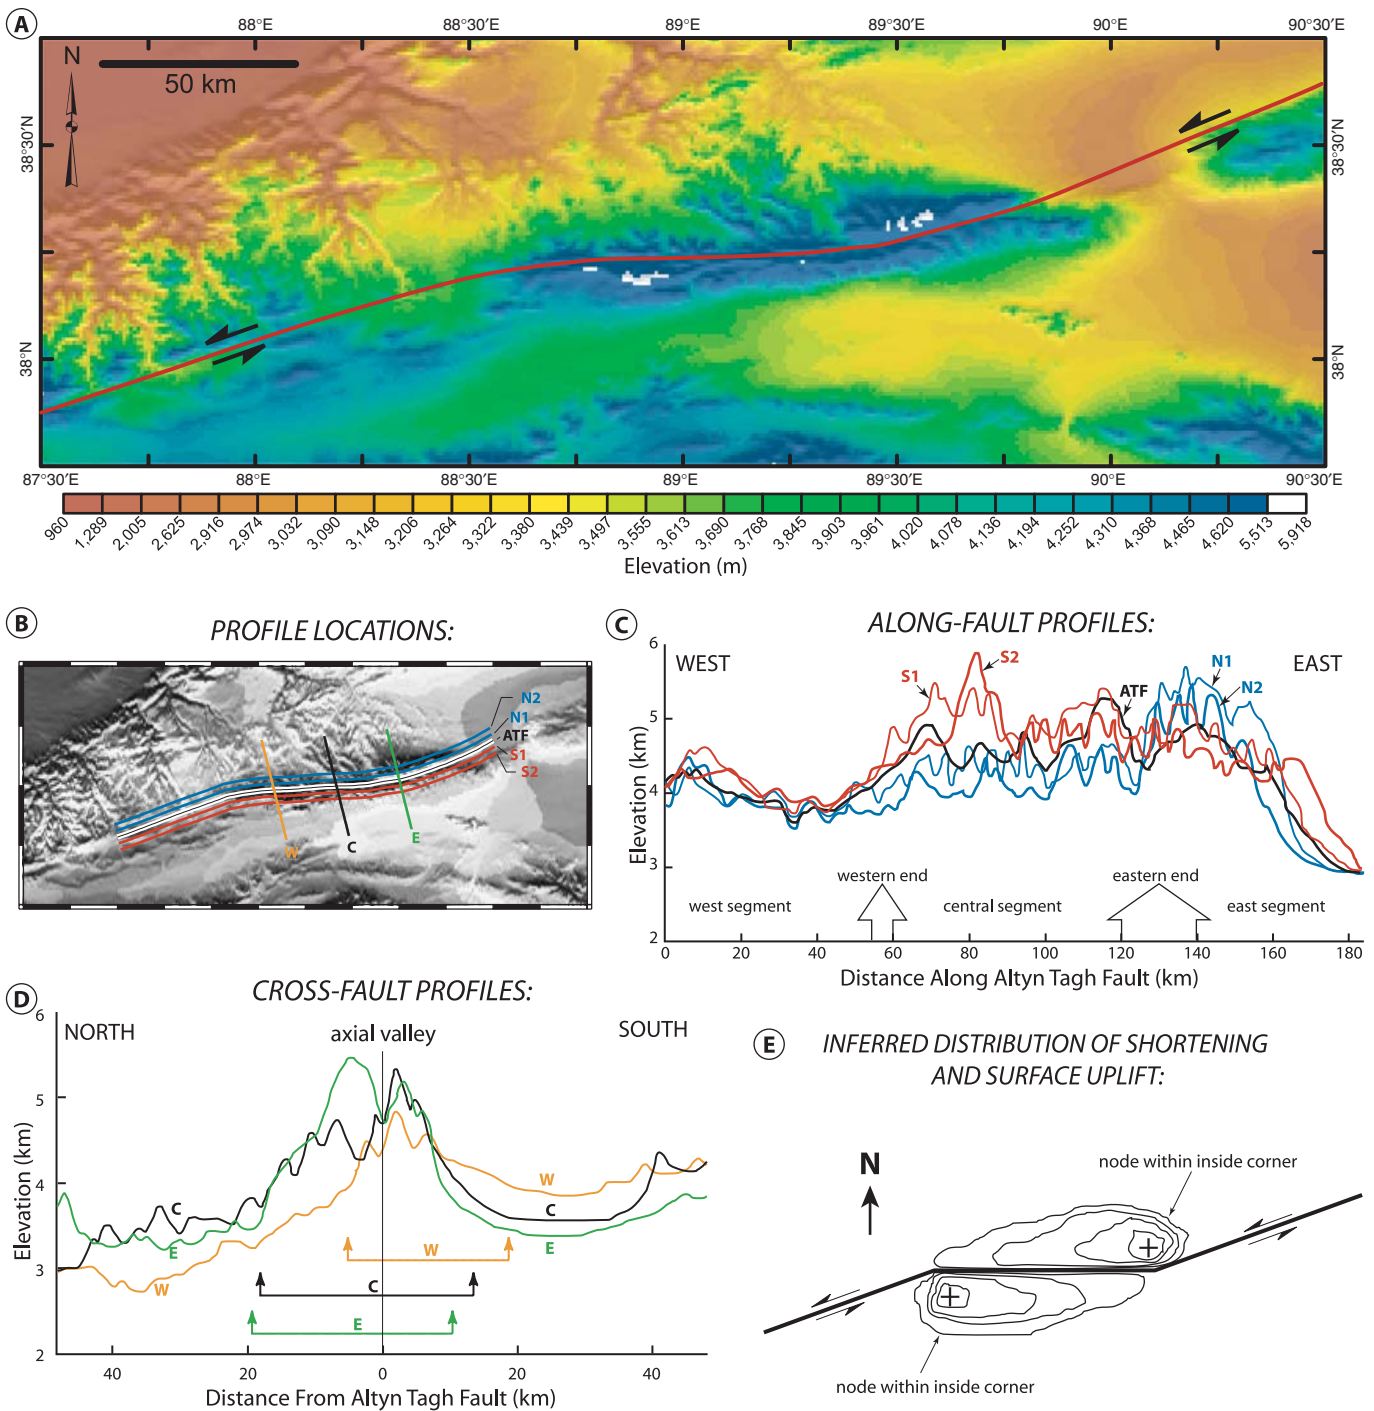 A
88°E
88°30'E
89°E
89°30'E
90°E
90°30'E
N
50 km
38°30'N
38°N
38°30'N
38°N
87°30'E
88°E
88°30'E
89°E
89°30'E
90°E
90°30'E
960
1,289
2,005
2,625
2,916
2,974
3,032
3,090
3,148
3,206
3,264
3,322
3,380
3,439
3,497
3,555
3,613
3,690
3,768
3,845
3,903
3,961
4,020
4,078
4,136
4,194
4,252
4,310
4,368
4,465
4,620
5,513
5,918
Elevation (m)
B
PROFILE LOCATIONS:
N2
N1
ATF
S1
S2
W
C
E
C
ALONG-FAULT PROFILES:
WEST
EAST
S1
S2
ATF
N1
N2
6
5
4
3
2
Elevation (km)
western end
eastern end
west segment
central segment
east segment
0
20
40
60
80
100
120
140
160
180
Distance Along Altyn Tagh Fault (km)
D
CROSS-FAULT PROFILES:
NORTH
axial valley
SOUTH
6
5
4
3
2
Elevation (km)
C
E
W
W
C
E
W
C
E
40
20
0
20
40
Distance From Altyn Tagh Fault (km)
E
INFERRED DISTRIBUTION OF SHORTENING
AND SURFACE UPLIFT:
N
node within inside corner
node within inside corner